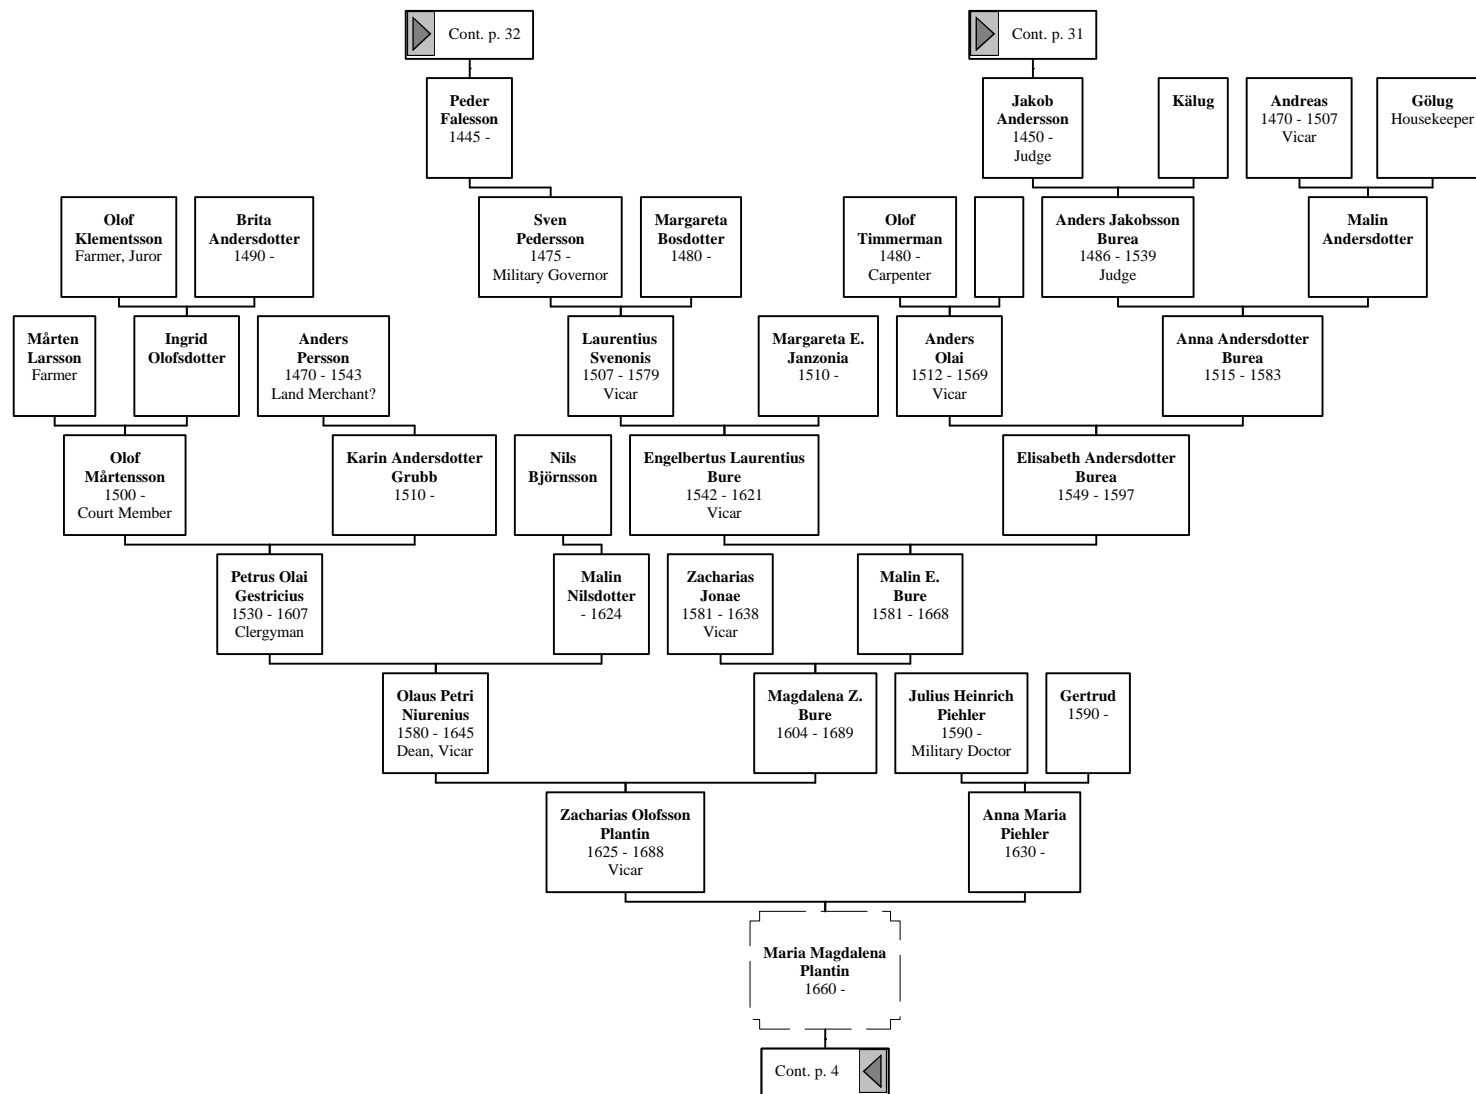 Cont. p. 32
Cont. p. 31
Peder
Falesson
1445 -
Jakob
Andersson
1450 -
Judge
Kälug
Andreas
1470 - 1507
Vicar
Gölug
Housekeeper
Olof
Klementsson
Farmer, Juror
Brita
Andersdotter
1490 -
Sven
Pedersson
1475 -
Military Governor
Margareta
Bosdotter
1480 -
Olof
Timmerman
1480 -
Carpenter
Anders Jakobsson
Burea
1486 - 1539
Judge
Malin
Andersdotter
Mårten
Larsson
Farmer
Ingrid
Olofsdotter
Anders
Persson
1470 - 1543
Land Merchant?
Laurentius
Svenonis
1507 - 1579
Vicar
Margareta E.
Janzonia
1510 -
Anders
Olai
1512 - 1569
Vicar
Anna Andersdotter
Burea
1515 - 1583
Olof
Mårtensson
1500 -
Court Member
Karin Andersdotter
Grubb
1510 -
Nils
Björnsson
Engelbertus Laurentius
Bure
1542 - 1621
Vicar
Elisabeth Andersdotter
Burea
1549 - 1597
Petrus Olai
Gestricius
1530 - 1607
Clergyman
Malin
Nilsdotter
- 1624
Zacharias
Jonae
1581 - 1638
Vicar
Malin E.
Bure
1581 - 1668
Olaus Petri
Niurenius
1580 - 1645
Dean, Vicar
Magdalena Z.
Bure
1604 - 1689
Julius Heinrich
Piehler
1590 -
Military Doctor
Gertrud
1590 -
Zacharias Olofsson
Plantin
1625 - 1688
Vicar
Anna Maria
Piehler
1630 -
Maria Magdalena
Plantin
1660 -
Cont. p. 4